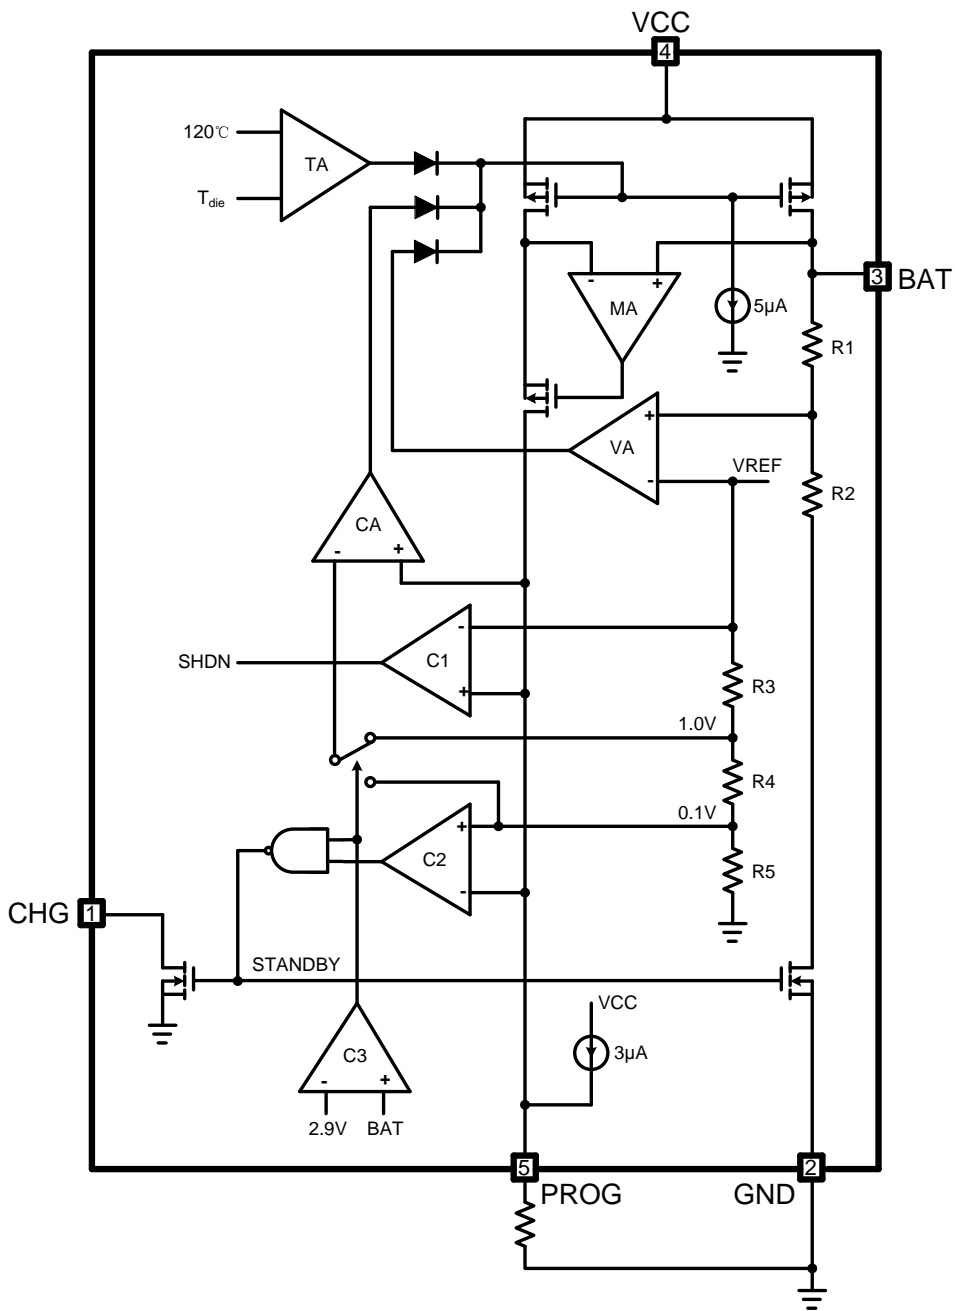 VCC
4
120℃
TA
Tdie
3
BAT
-
+
MA
5μA
R1
+
VA
VREF
-
R2
CA
-
+
-
SHDN
C1
R3
+
1.0V
R4
0.1V
+
C2
R5
-
CHG
1
STANDBY
VCC
C3
3μA
-
+
2.9V
BAT
5
2
PROG
GND